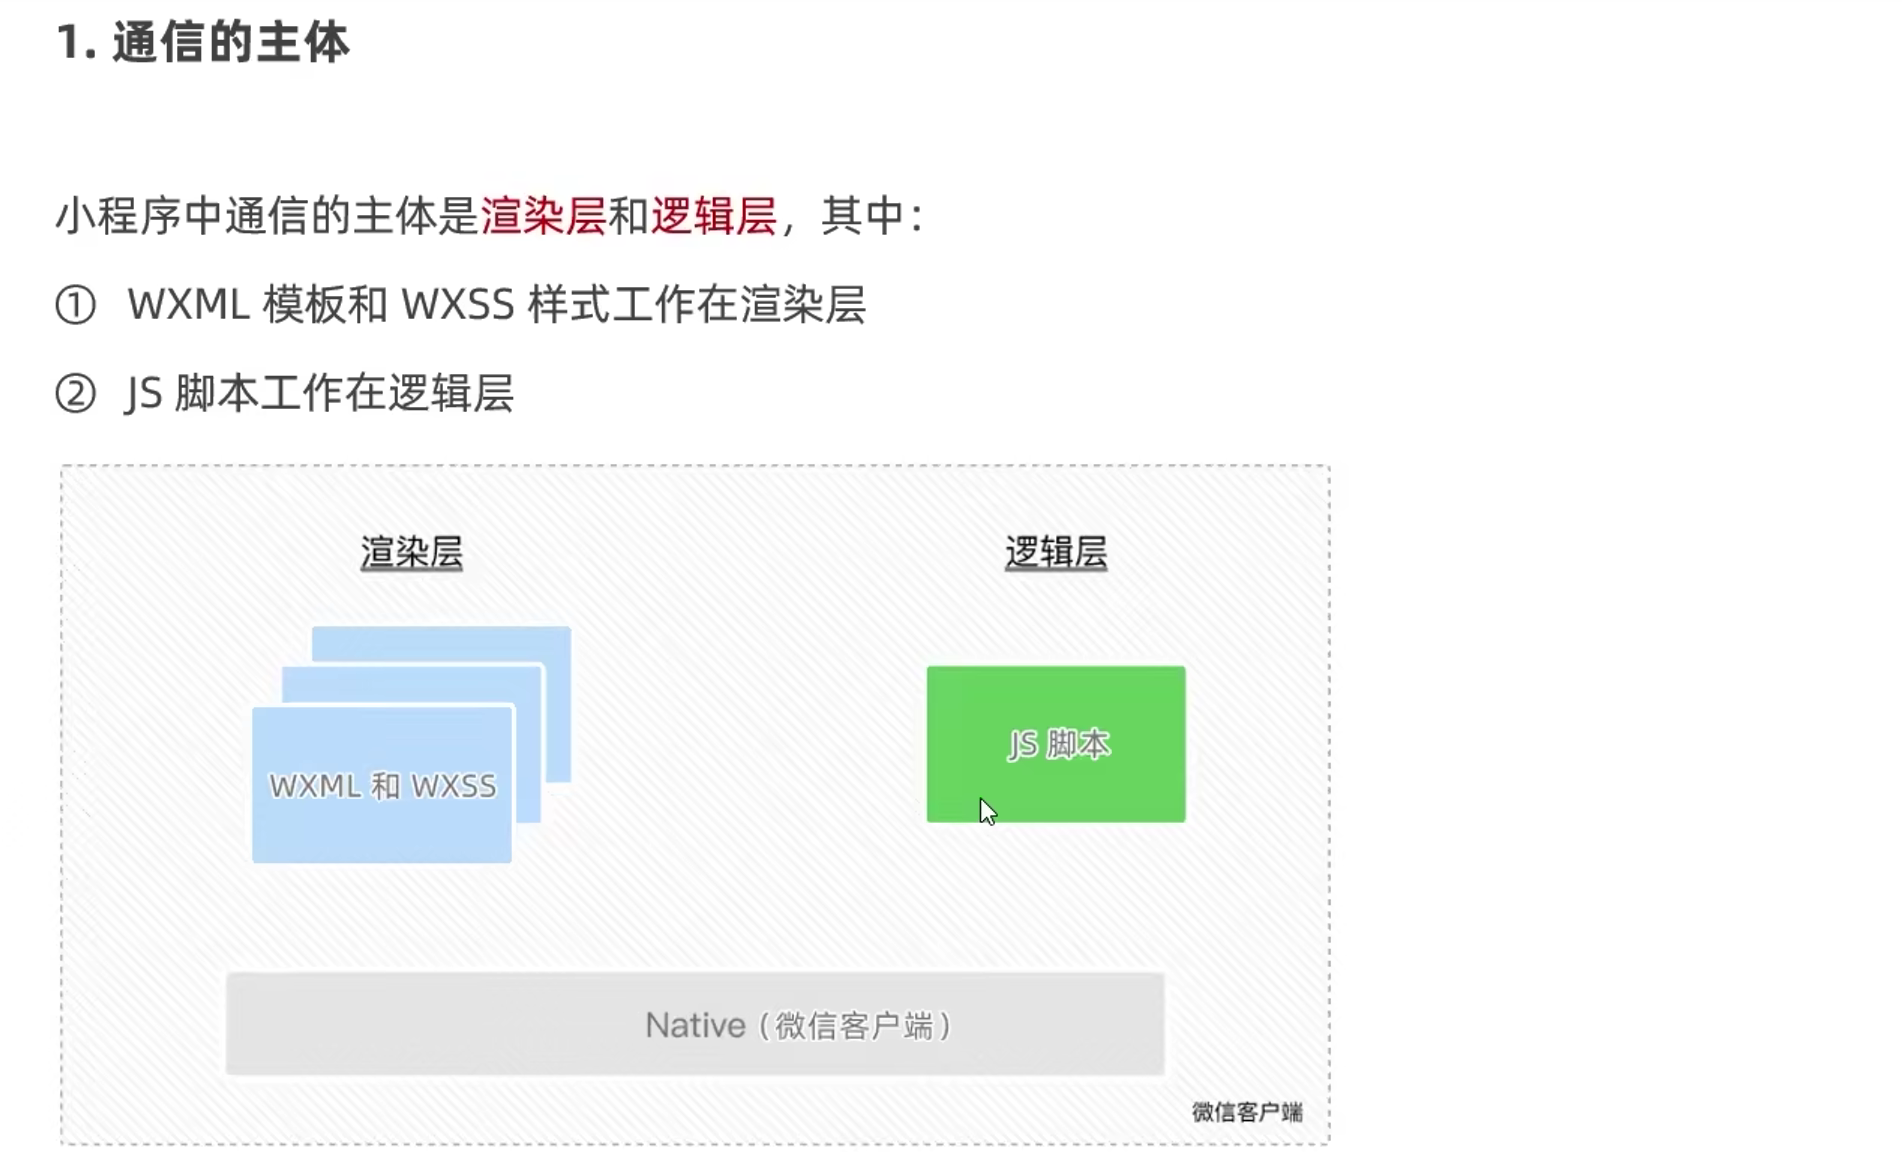 1. 通信的主体
小程序中通信的主体是渲染层和逻辑层，其中：
① WXML 模板和 WXSS 样式工作在渲染层
② JS 脚本工作在逻辑层
渲染层
逻辑层
JS 脚本
WXML 和 WXSS
Native（微信客户端）
微信客户端